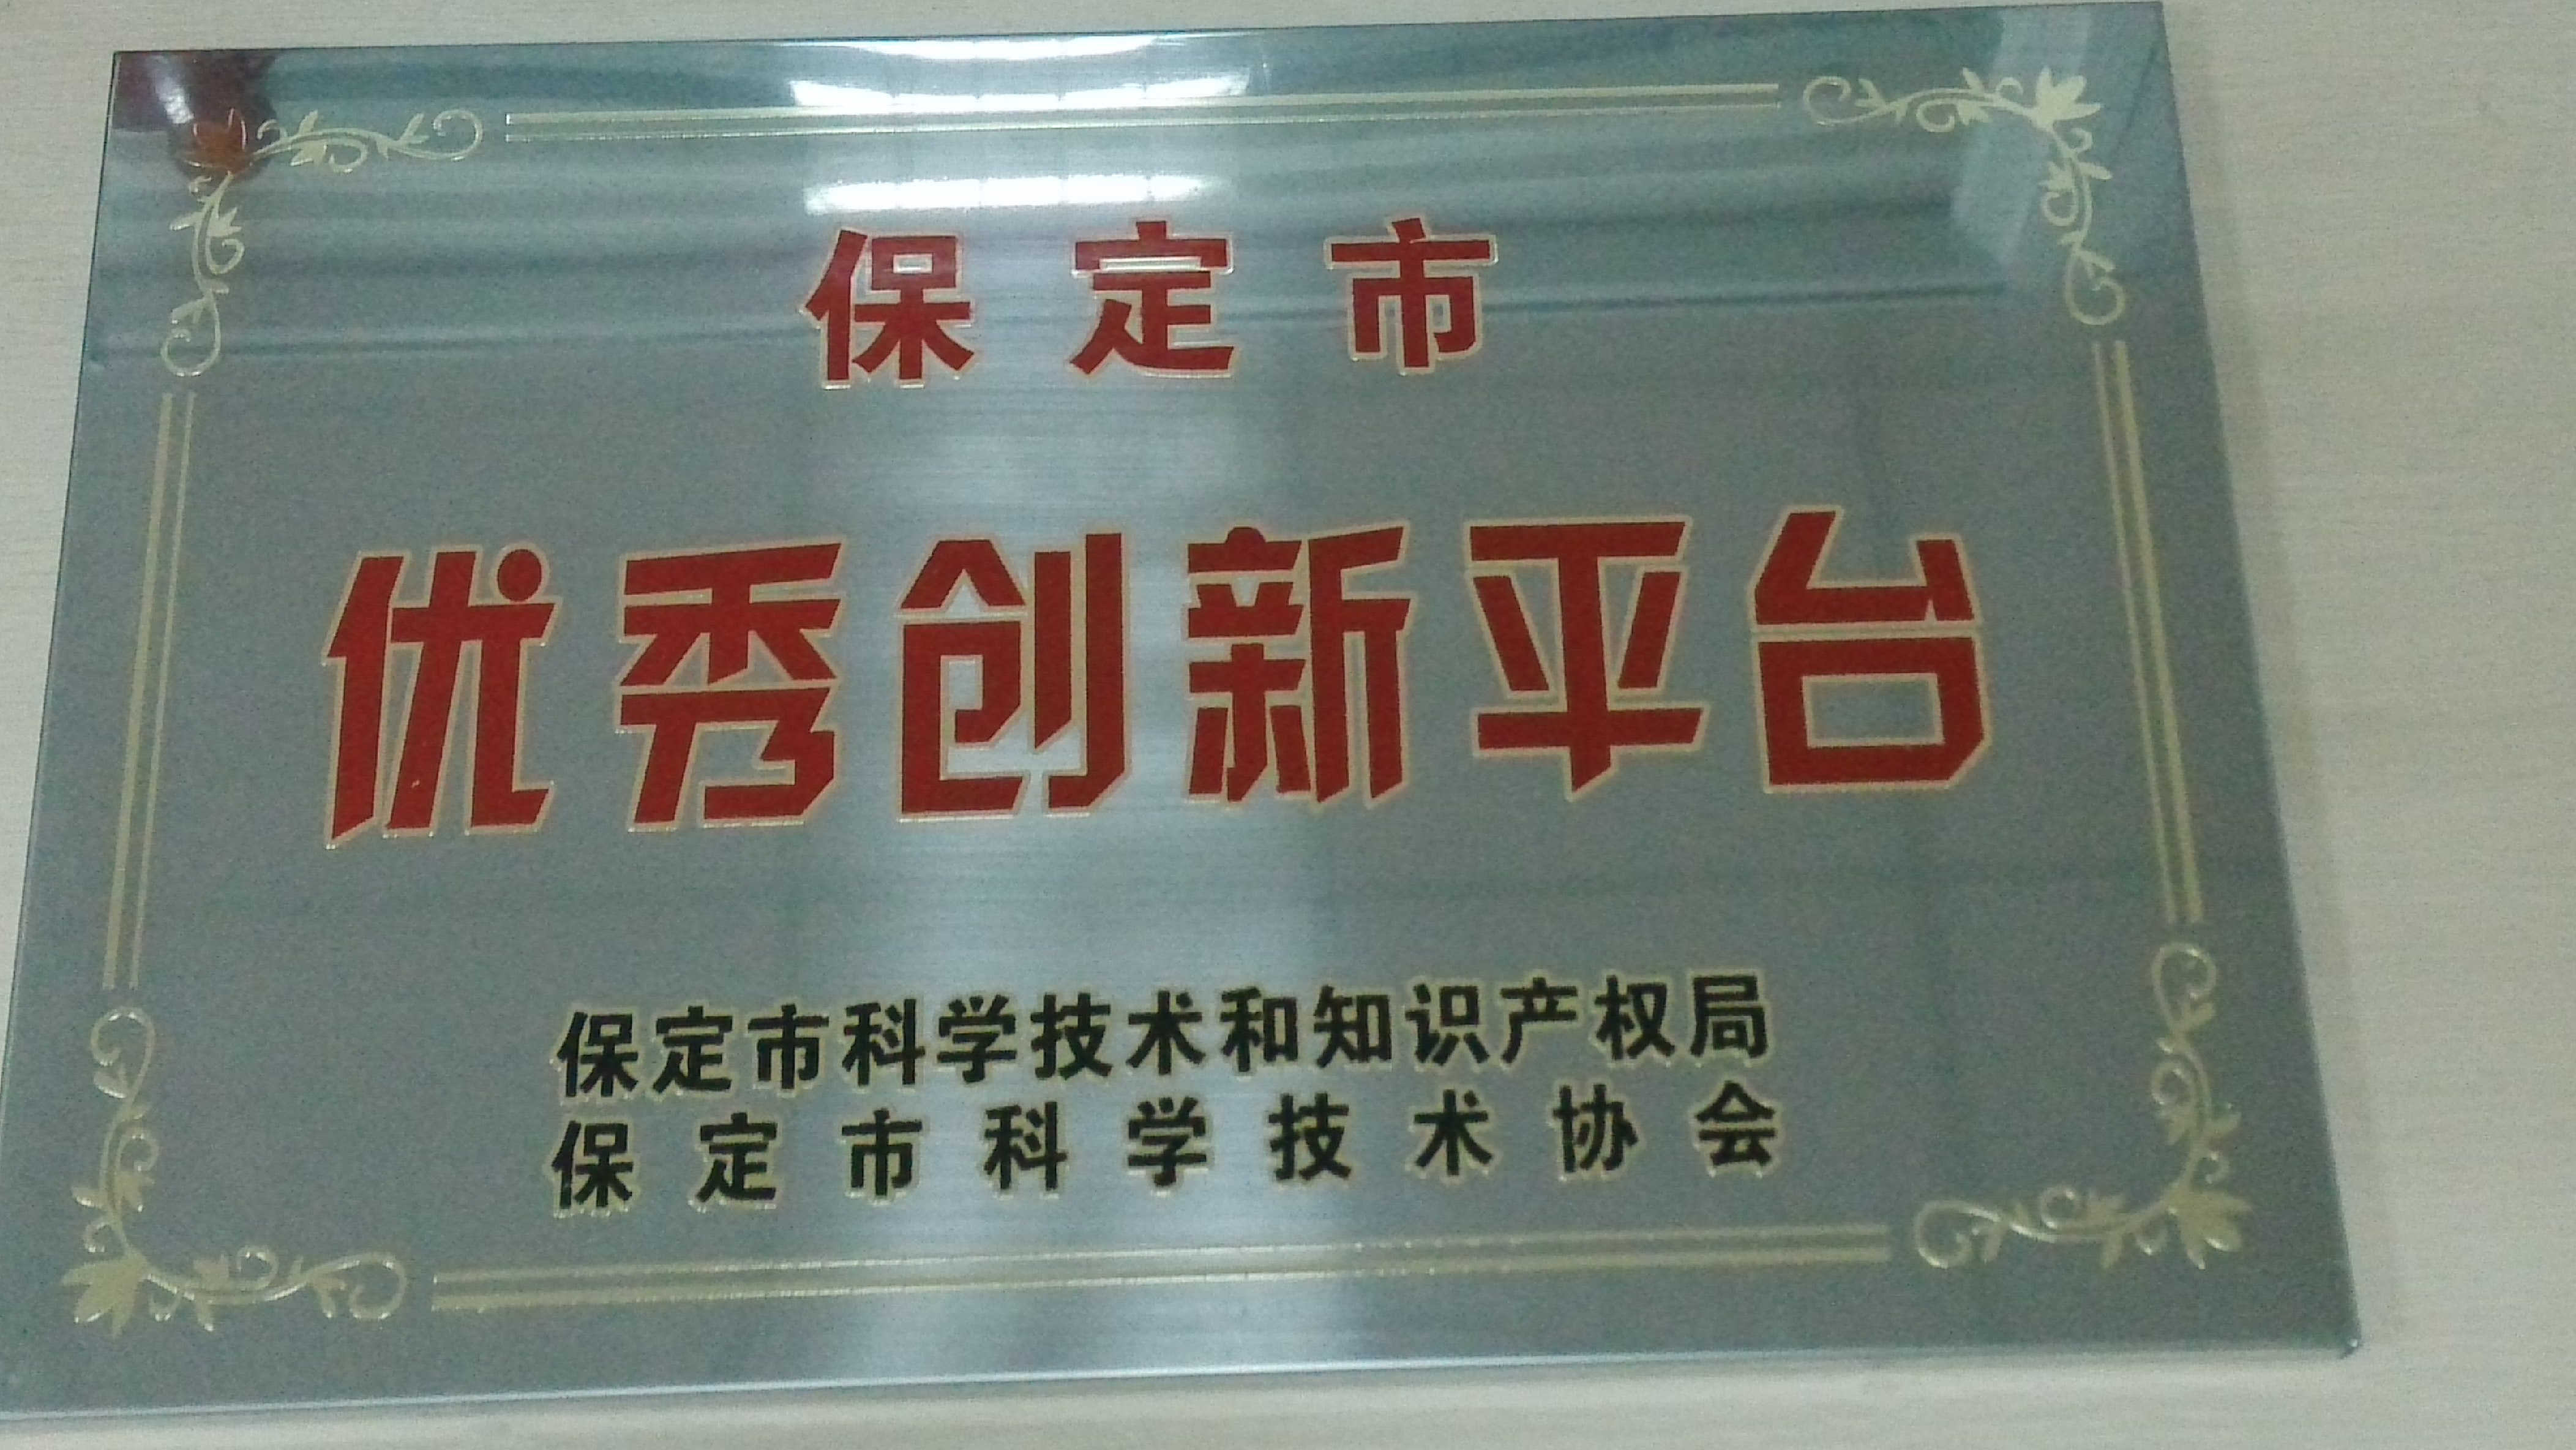 保定市
优秀创新平台
保定市科学技术和知识产权局
保定市科学技术协会